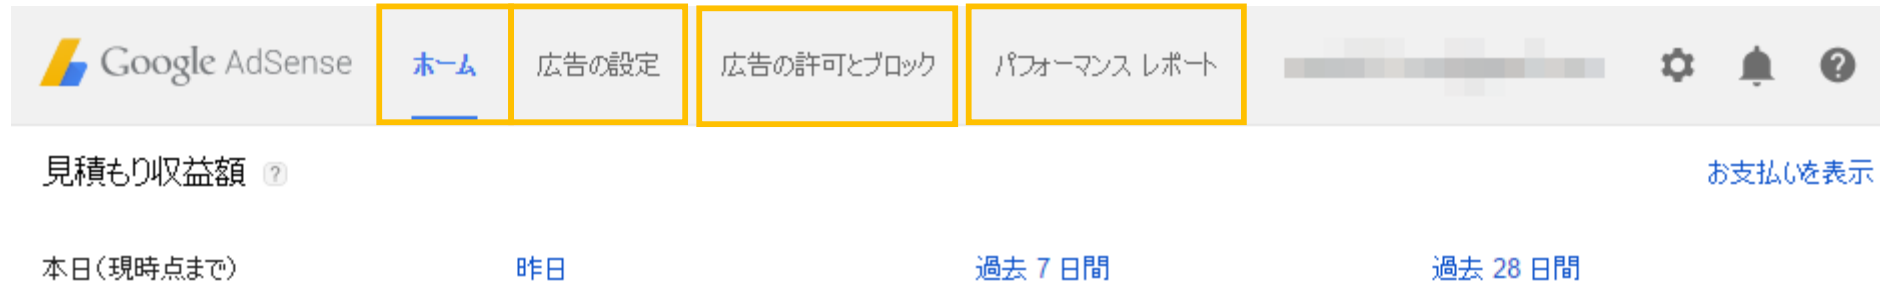 Google AdSense ホーム 広告の設定 広告の許可とブロック パフォーマンス レポート ?
見積もり収益額 ? お支払いを表示
本日(現時点まで) 昨日 過去 7 日間 過去 28 日間